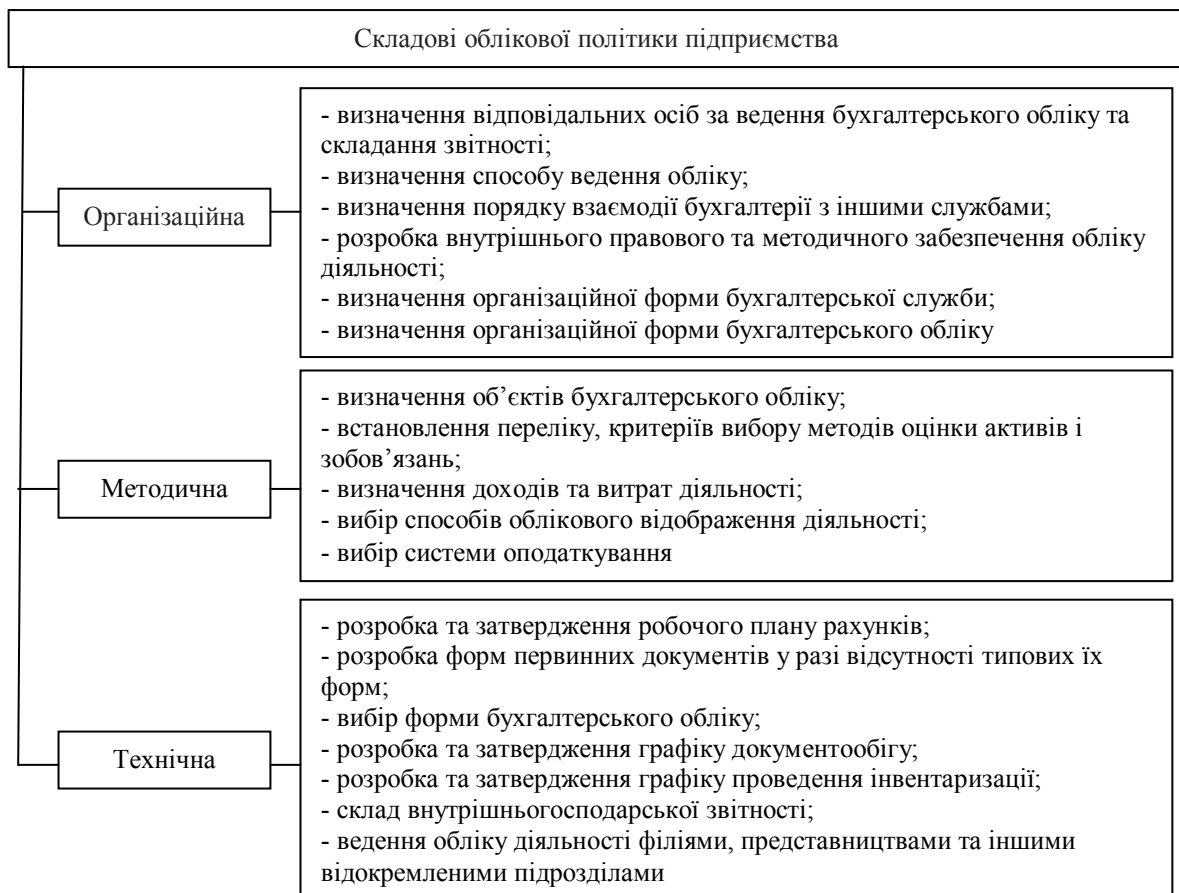 Складові облікової політики підприємства
Організаційна
- визначення відповідальних осіб за ведення бухгалтерського обліку та
складання звітності;
- визначення способу ведення обліку;
- визначення порядку взаємодії бухгалтерії з іншими службами;
- розробка внутрішнього правового та методичного забезпечення обліку
діяльності;
- визначення організаційної форми бухгалтерської служби;
- визначення організаційної форми бухгалтерського обліку
Методична
- визначення об’єктів бухгалтерського обліку;
- встановлення переліку, критеріїв вибору методів оцінки активів і
зобов’язань;
- визначення доходів та витрат діяльності;
- вибір способів облікового відображення діяльності;
- вибір системи оподаткування
Технічна
- розробка та затвердження робочого плану рахунків;
- розробка форм первинних документів у разі відсутності типових їх
форм;
- вибір форми бухгалтерського обліку;
- розробка та затвердження графіку документообігу;
- розробка та затвердження графіку проведення інвентаризації;
- склад внутрішньогосподарської звітності;
- ведення обліку діяльності філіями, представництвами та іншими
відокремленими підрозділами